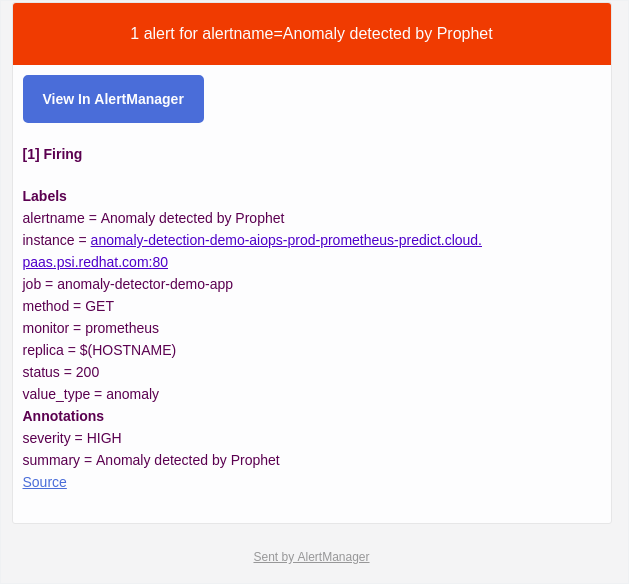 1 alert for alertname=Anomaly detected by Prophet
View In AlertManager
[1] Firing
Labels
alertname = Anomaly detected by Prophet
instance = anomaly-detection-demo-aiops-prod-prometheus-predict.cloud.
paas.psi.redhat.com:80
job = anomaly-detector-demo-app
method = GET
monitor = prometheus
replica = $(HOSTNAME)
status = 200
value_type = anomaly
Annotations
severity = HIGH
summary = Anomaly detected by Prophet
Source
Sent by AlertManager